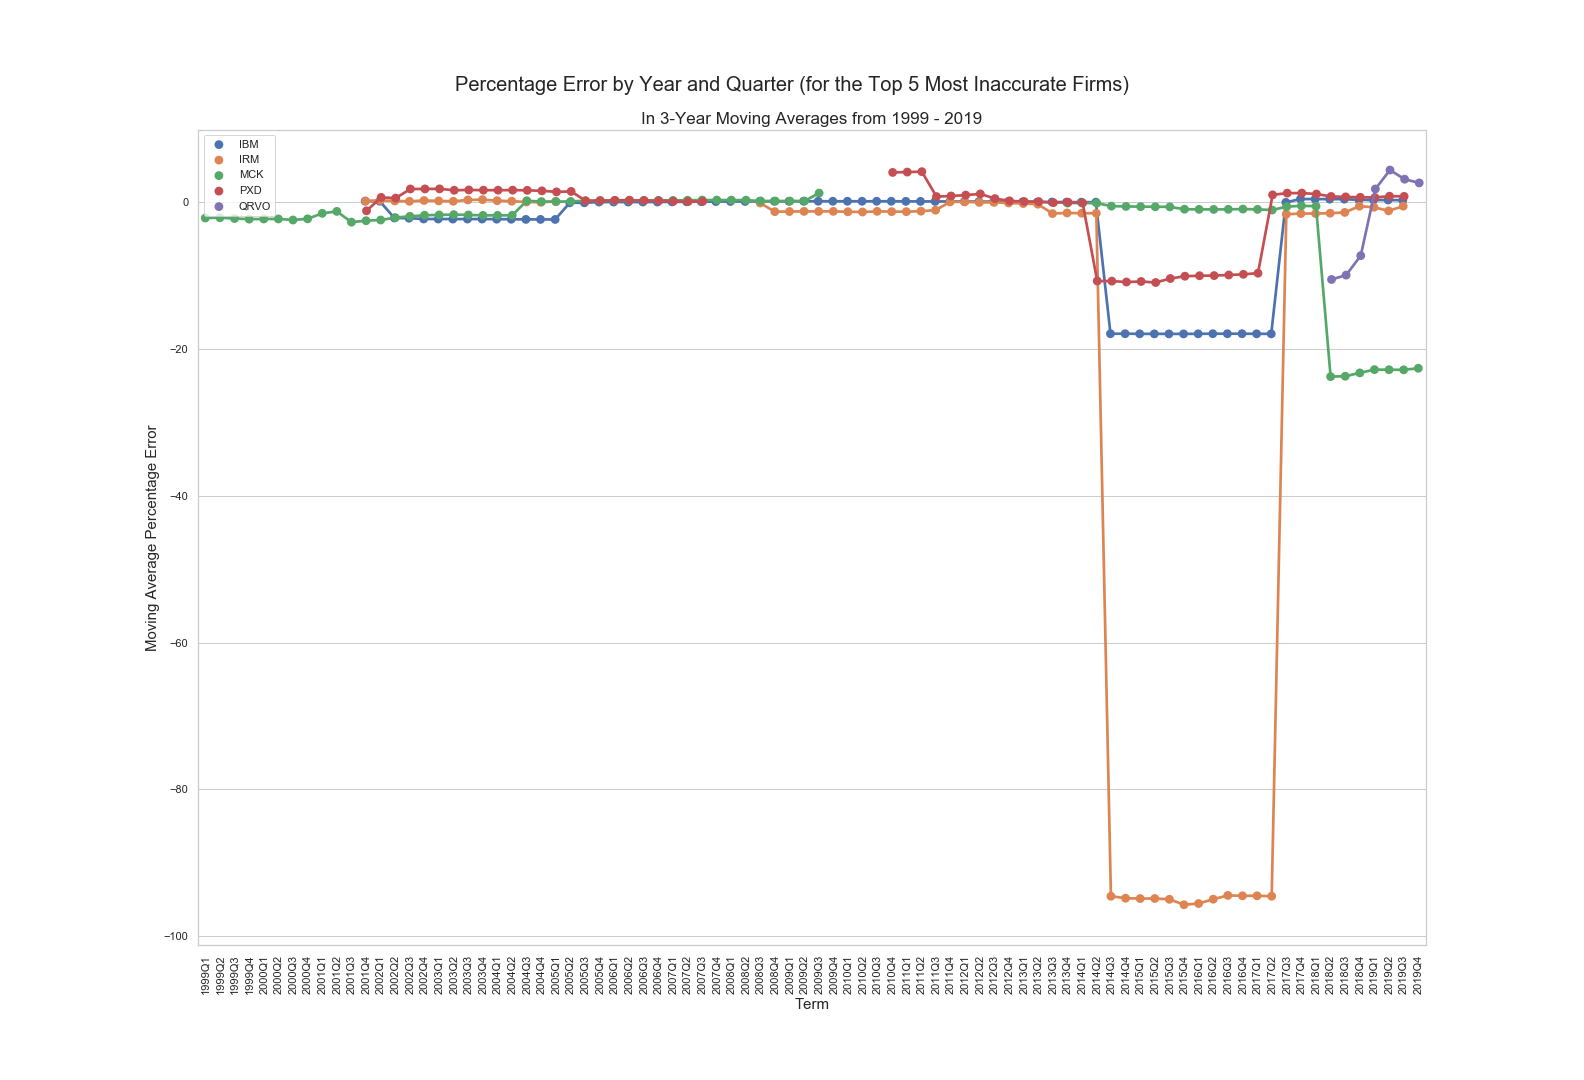 Percentage Error by Year and Quarter (for the Top 5 Most Inaccurate Firms)
In 3-Year Moving Averages from 1999 - 2019
IBM
IRM
MCK
PXD
QRVO
0
−20
−40
−60
−80
−100
Moving Average Percentage Error
1999Q1
1999Q2
1999Q3
1999Q4
2000Q1
2000Q2
2000Q3
2000Q4
2001Q1
2001Q2
2001Q3
2001Q4
2002Q1
2002Q2
2002Q3
2002Q4
2003Q1
2003Q2
2003Q3
2003Q4
2004Q1
2004Q2
2004Q3
2004Q4
2005Q1
2005Q2
2005Q3
2005Q4
2006Q1
2006Q2
2006Q3
2006Q4
2007Q1
2007Q2
2007Q3
2007Q4
2008Q1
2008Q2
2008Q3
2008Q4
2009Q1
2009Q2
2009Q3
2009Q4
2010Q1
2010Q2
2010Q3
2010Q4
2011Q1
2011Q2
2011Q3
2011Q4
2012Q1
2012Q2
2012Q3
2012Q4
2013Q1
2013Q2
2013Q3
2013Q4
2014Q1
2014Q2
2014Q3
2014Q4
2015Q1
2015Q2
2015Q3
2015Q4
2016Q1
2016Q2
2016Q3
2016Q4
2017Q1
2017Q2
2017Q3
2017Q4
2018Q1
2018Q2
2018Q3
2018Q4
2019Q1
2019Q2
2019Q3
2019Q4
Term